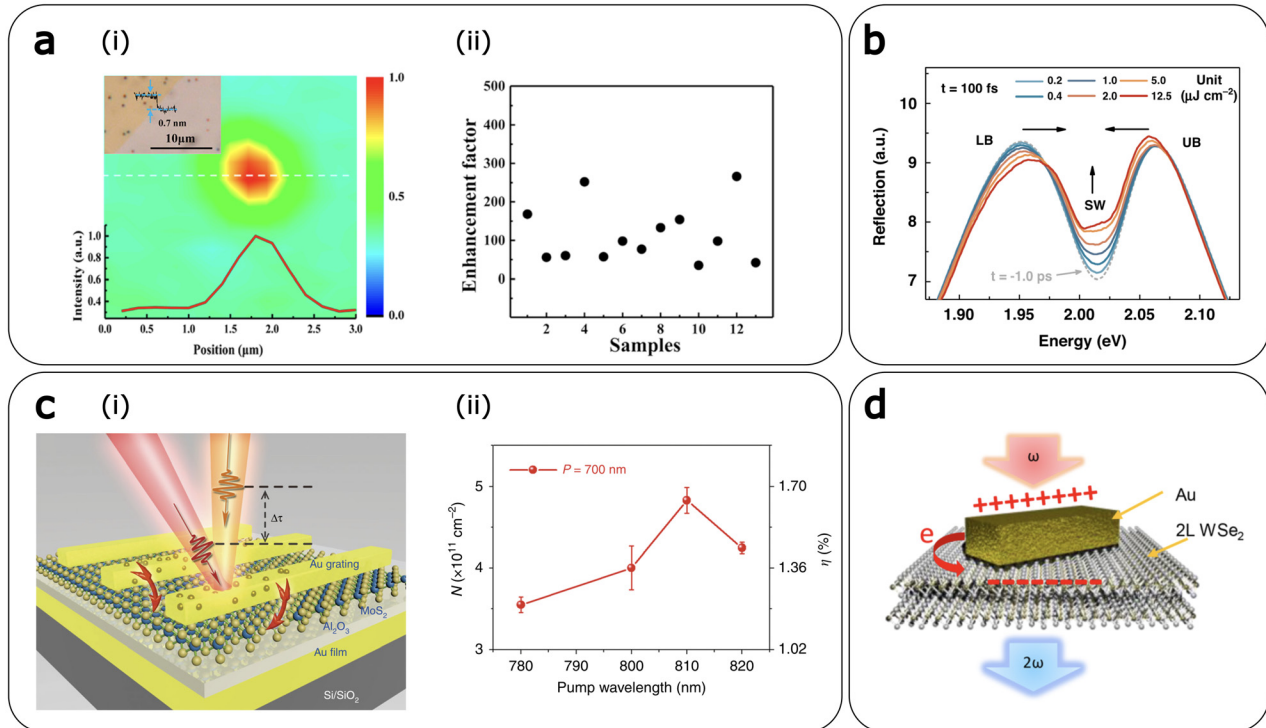 a
(i)
0.7 nm
10μm
1.0
0.5
0.0
Intensity (a.u.)
1.0
0.8
0.6
0.4
0.0 0.5 1.0 1.5 2.0 2.5 3.0
Position (μm)
(ii)
Enhancement factor
500
400
300
200
100
0
2 4 6 8 10 12
Samples
b
t = 100 fs
0.2 1.0 5.0 Unit
0.4 2.0 12.5 (μJ cm⁻²)
LB
UB
SW
t = -1.0 ps
Reflection (a.u.)
10
9
8
7
1.90 1.95 2.00 2.05 2.10
Energy (eV)
c
(i)
Δτ
Au grating
MoS₂
Al₂O₃
Au film
Si/SiO₂
(ii)
P = 700 nm
N (×10¹¹ cm⁻²)
5
4
3
1.70
1.36
1.02
η (%)
780 790 800 810 820
Pump wavelength (nm)
d
ω
++++++++
Au
e
2L WSe₂
2ω